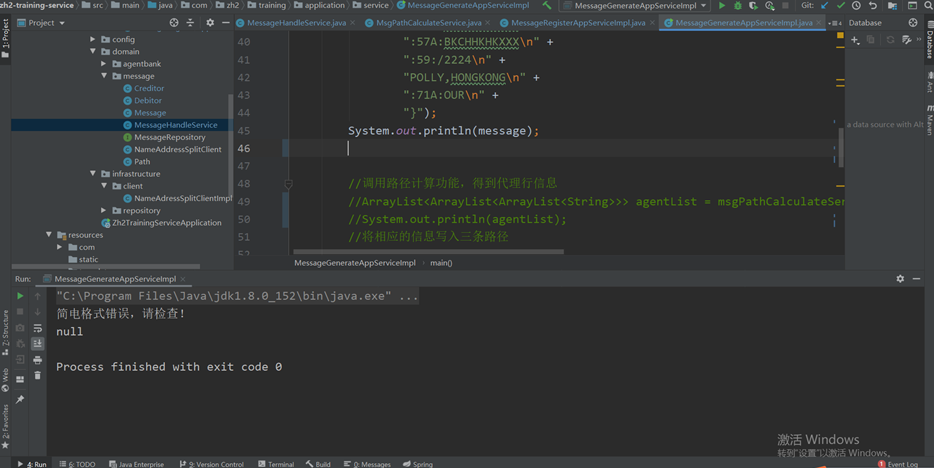 zh2-training-service src main java com zh2 training application service MessageGenerateAppServiceImpl MessageGenerateAppServiceImpl Git:
Project
MessageHandleService.java MsgPathCalculateService.java MessageRegisterAppServiceImpl.java MessageGenerateAppServiceImpl.java Database
1: Project
config
domain
agentbank
message
Creditor
Debitor
Message
MessageHandleService
MessageRepository
NameAddressSplitClient
Path
infrastructure
client
NameAdressSplitClientImpl
repository
Zh2TrainingServiceApplication
resources
com
static
40 ":57A:BKCHHKHKXXX\n" +
41 ":59:/2224\n" +
42 "POLLY,HONGKONG\n" +
43 ":71A:OUR\n" +
44 "}");
45 System.out.println(message);
46
47
48 //调用路径计算功能，得到代理行信息
49 //ArrayList<ArrayList<ArrayList<String>>> agentList = msgPathCalculateSer
50 //System.out.println(agentList);
51 //将相应的信息写入三条路径
52
MessageGenerateAppServiceImpl main()
a data source with Alt
Database
Ant
Maven
Run: MessageGenerateAppServiceImpl
"C:\Program Files\Java\jdk1.8.0_152\bin\java.exe" ...
简电格式错误，请检查！
null
Process finished with exit code 0
Z: Structure
Web
2: Favorites
激活 Windows
转到"设置"以激活 Windows。
4: Run 6: TODO Java Enterprise 9: Version Control Terminal Build 0: Messages Spring 1 Event Log